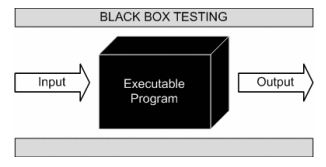 BLACK BOX TESTING
Input
Executable
Program
Output